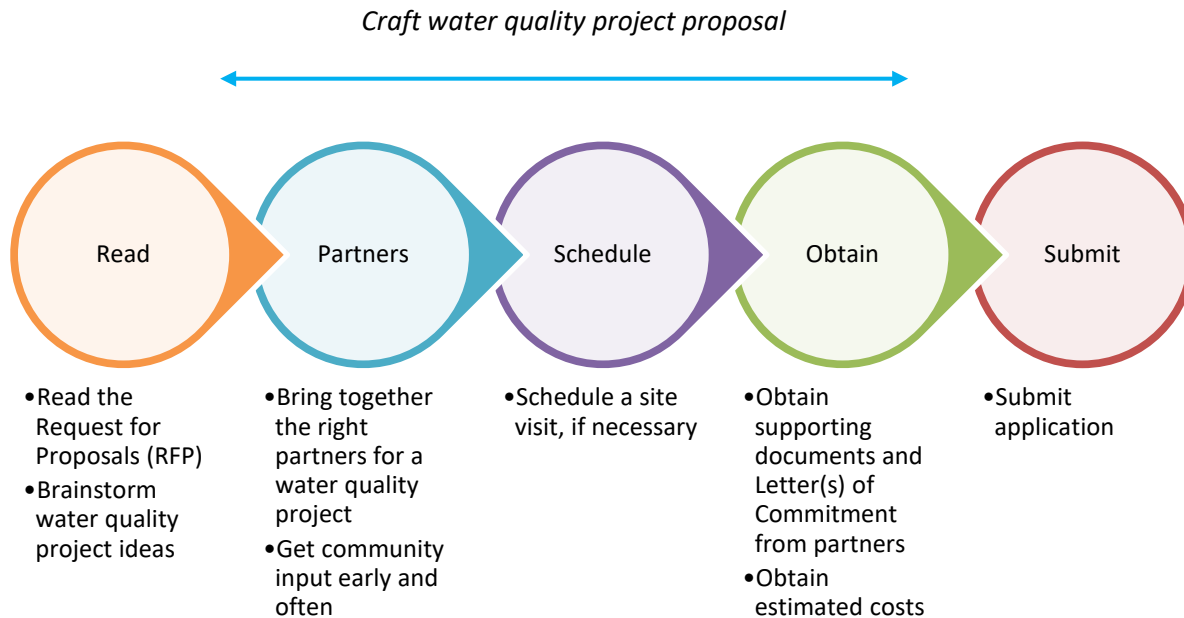 Craft water quality project proposal
Read
Partners
Schedule
Obtain
Submit
•Read the
Request for
Proposals (RFP)
•Brainstorm
water quality
project ideas
•Bring together
the right
partners for a
water quality
project
•Get community
input early and
often
•Schedule a site
visit, if necessary
•Obtain
supporting
documents and
Letter(s) of
Commitment
from partners
•Obtain
estimated costs
•Submit
application